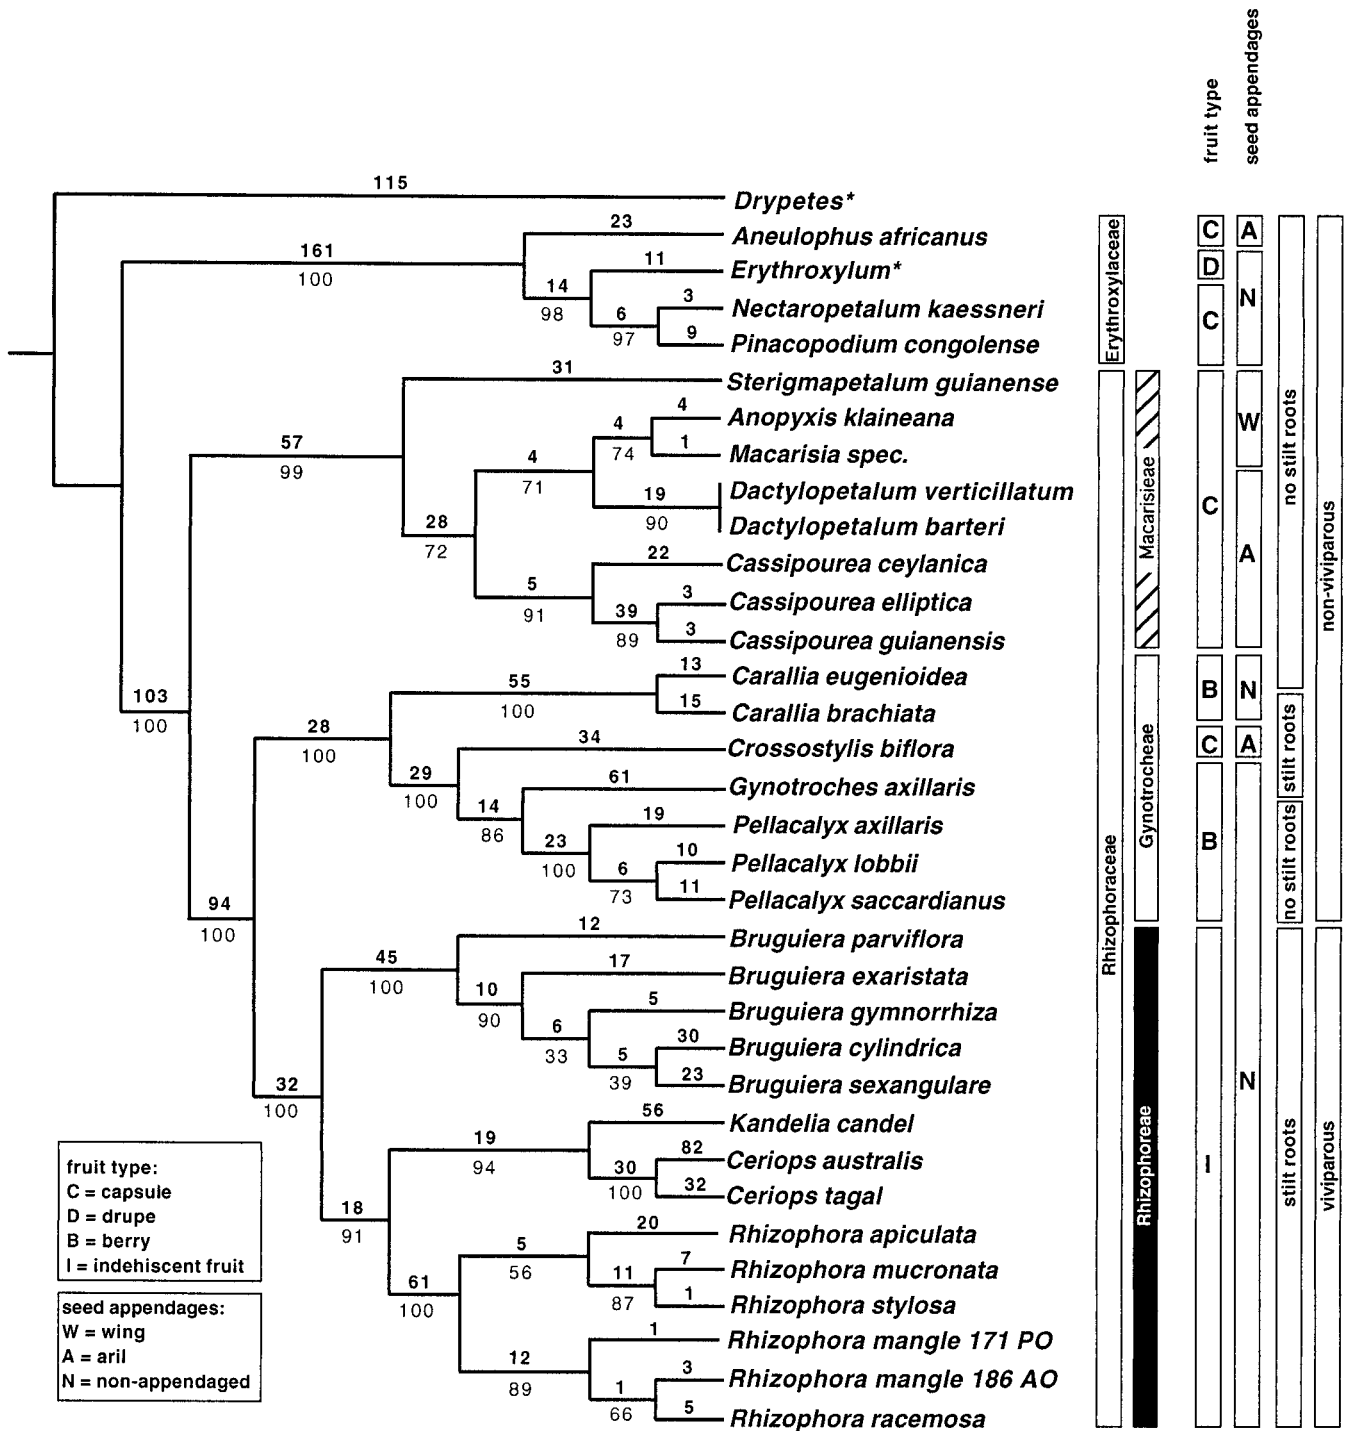 fruit type
seed appendages
115
Drypetes*
23
Aneulophus africanus
161
100
11
Erythroxylum*
14
98
3
Nectaropetalum kaessneri
6
97
9
Pinacopodium congolense
31
Sterigmapetalum guianense
4
Anopyxis klaineana
4
74
1
Macarisia spec.
57
99
4
71
Dactylopetalum verticillatum
19
90
Dactylopetalum barteri
28
72
22
Cassipourea ceylanica
5
91
3
Cassipourea elliptica
39
89
3
Cassipourea guianensis
13
Carallia eugenioidea
55
100
15
Carallia brachiata
103
100
28
100
34
Crossostylis biflora
29
100
61
Gynotroches axillaris
14
86
19
Pellacalyx axillaris
23
100
10
Pellacalyx lobbii
6
73
11
Pellacalyx saccardianus
94
100
12
Bruguiera parviflora
45
100
17
Bruguiera exaristata
10
90
5
Bruguiera gymnorrhiza
6
33
30
Bruguiera cylindrica
5
39
23
Bruguiera sexangulare
32
100
56
Kandelia candel
19
94
82
Ceriops australis
30
100
32
Ceriops tagal
18
91
20
Rhizophora apiculata
5
56
7
Rhizophora mucronata
11
87
1
Rhizophora stylosa
61
100
1
Rhizophora mangle 171 PO
12
89
3
Rhizophora mangle 186 AO
1
66
5
Rhizophora racemosa
Erythroxylaceae
Rhizophoraceae
Macarisieae
Gynotrocheae
Rhizophoreae
C
D
C
C
B
C
B
I
A
N
W
A
N
A
N
no stilt roots
stilt roots
no stilt roots
stilt roots
non-viviparous
viviparous
fruit type:
C = capsule
D = drupe
B = berry
I = indehiscent fruit
seed appendages:
W = wing
A = aril
N = non-appendaged